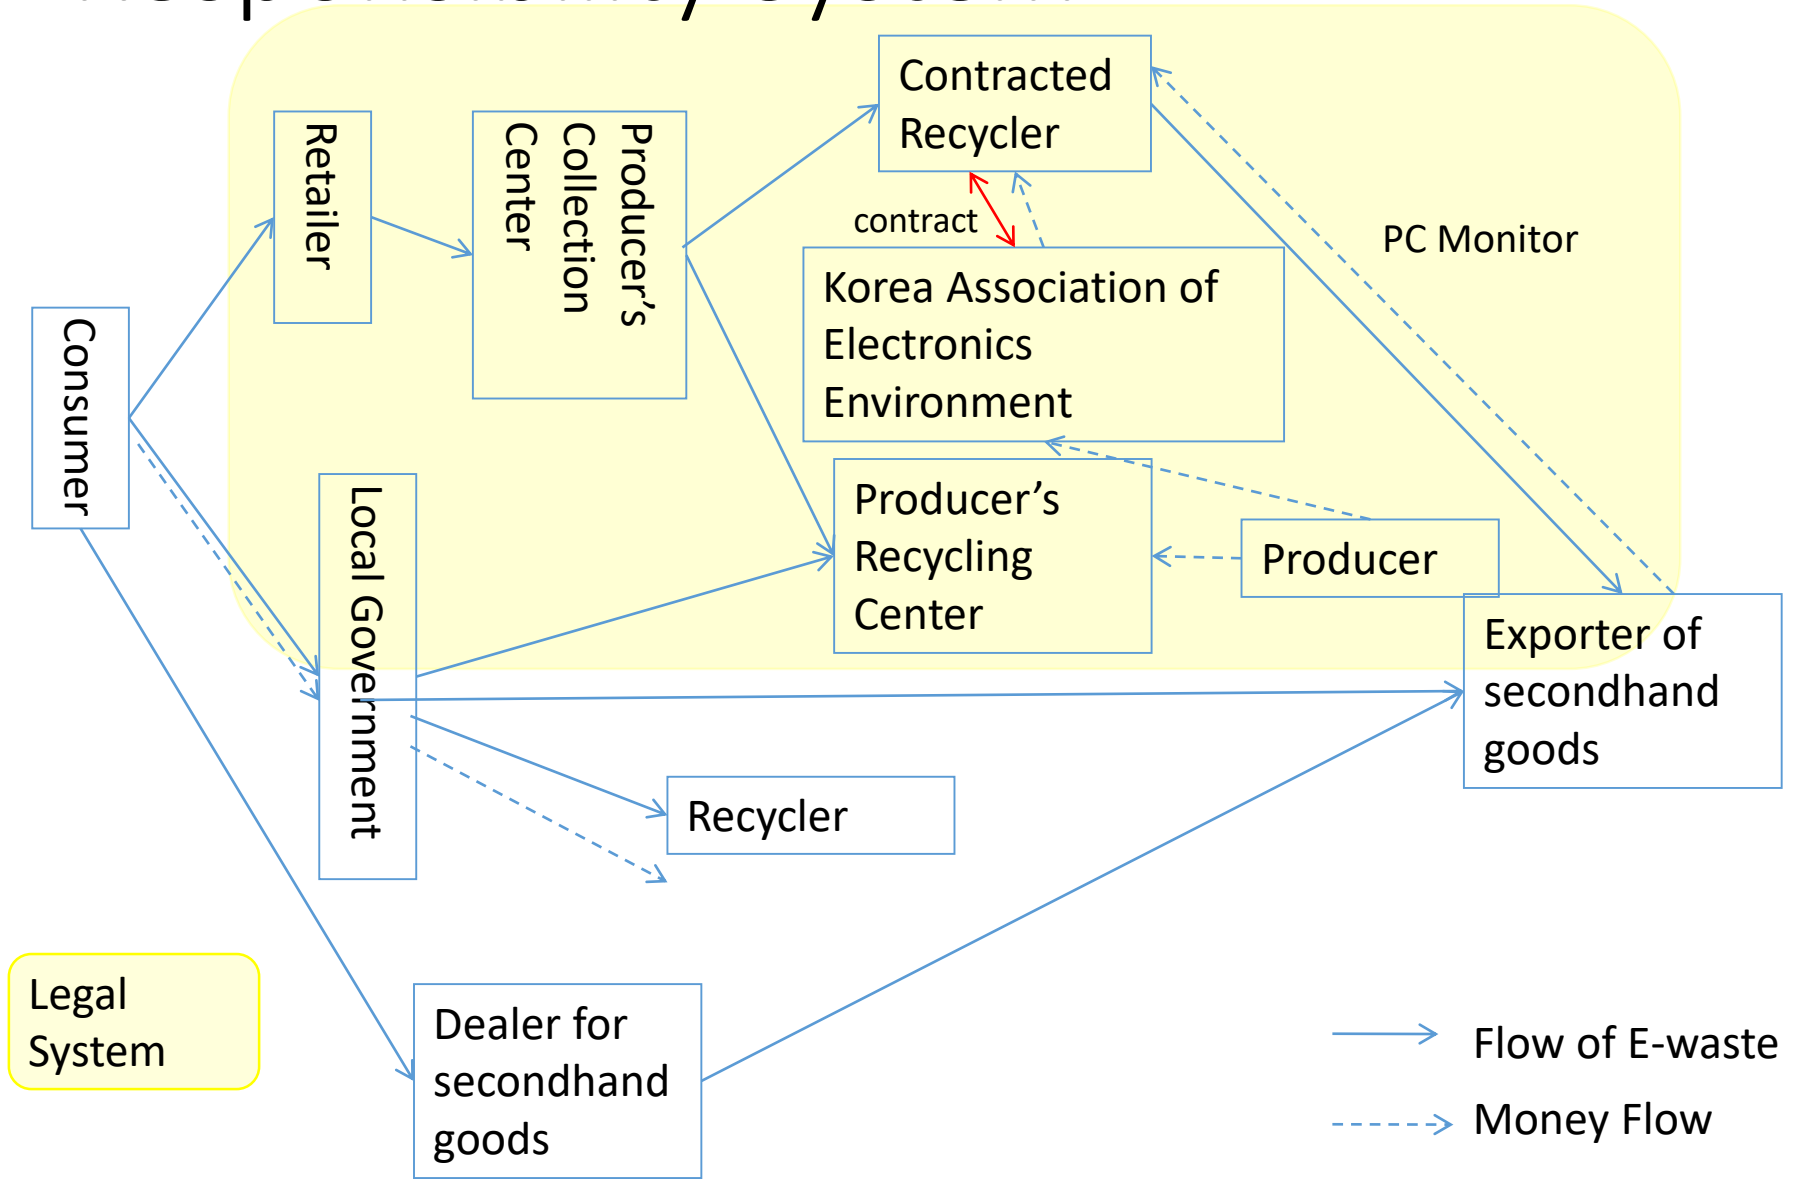 Contracted
Recycler
Retailer
Producer's
Collection
Center
contract
PC Monitor
Korea Association of
Electronics
Environment
Consumer
Local Government
Producer's
Recycling
Center
Producer
Exporter of
secondhand
goods
Recycler
Legal
System
Dealer for
secondhand
goods
Flow of E-waste
Money Flow